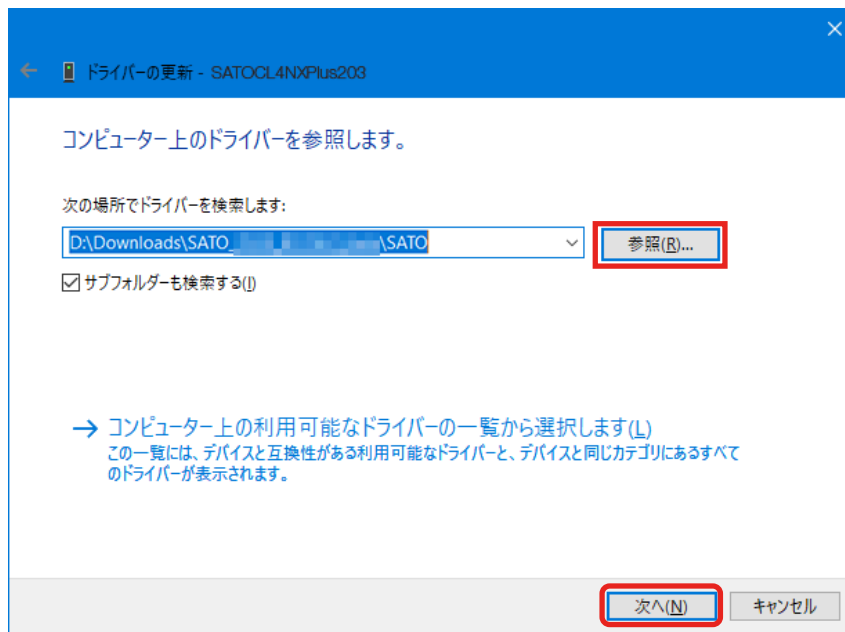 ドライバーの更新 - SATOCL4NXPlus203
コンピューター上のドライバーを参照します。
次の場所でドライバーを検索します:
D:\Downloads\SATO_ \SATO
参照(R)...
サブフォルダーも検索する(I)
→ コンピューター上の利用可能なドライバーの一覧から選択します(L)
この一覧には、デバイスと互換性がある利用可能なドライバーと、デバイスと同じカテゴリにあるすべて
のドライバーが表示されます。
次へ(N)
キャンセル